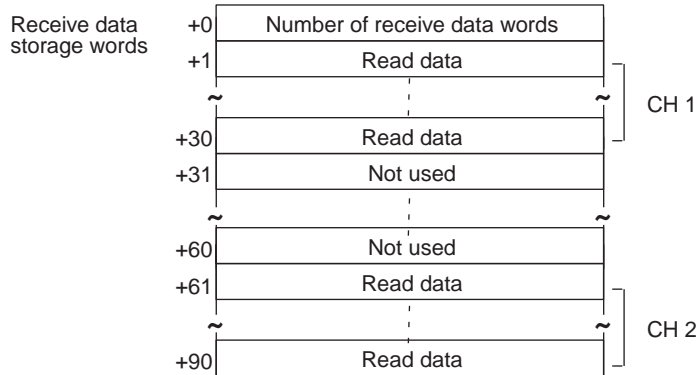 Receive data
storage words
+0 Number of receive data words
+1 Read data
CH 1
+30 Read data
+31 Not used
+60 Not used
+61 Read data
CH 2
+90 Read data